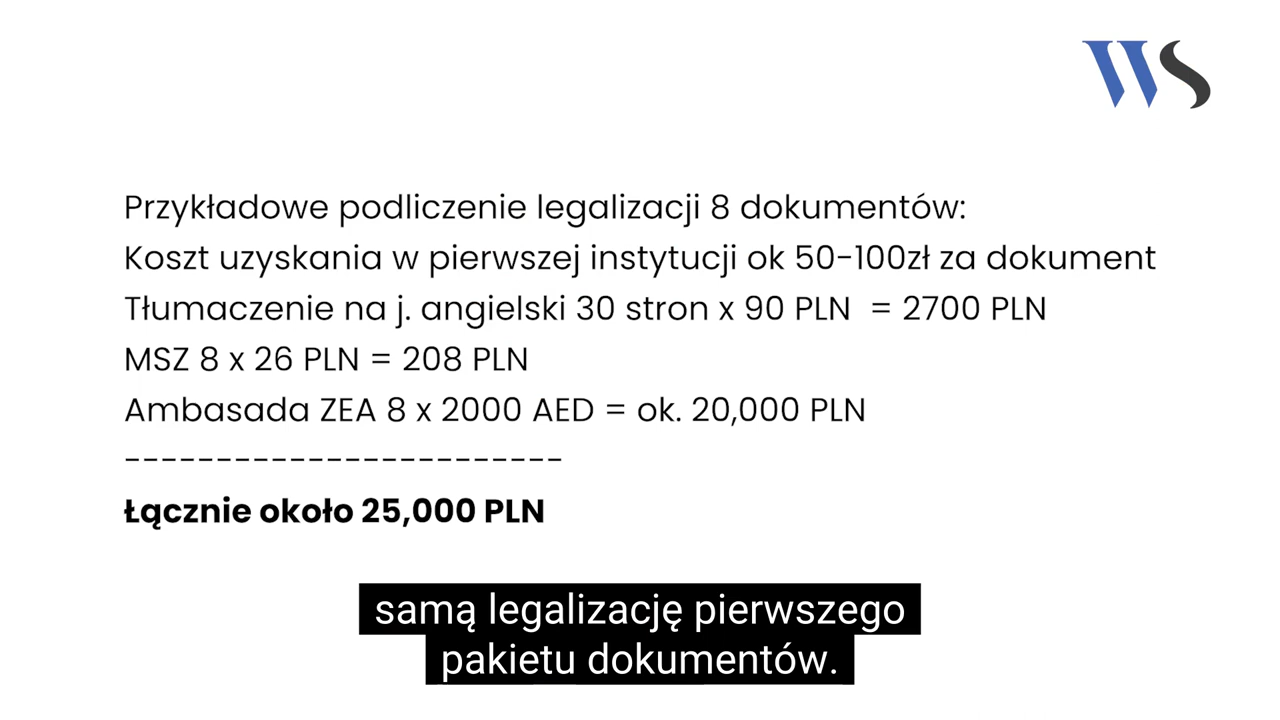 WS
Przykładowe podliczenie legalizacji 8 dokumentów:
Koszt uzyskania w pierwszej instytucji ok 50-100zł za dokument
Tłumaczenie na j. angielski 30 stron x 90 PLN = 2700 PLN
MSZ 8 x 26 PLN = 208 PLN
Ambasada ZEA 8 x 2000 AED = ok. 20,000 PLN
------------------------
Łącznie około 25,000 PLN
samą legalizację pierwszego
pakietu dokumentów.